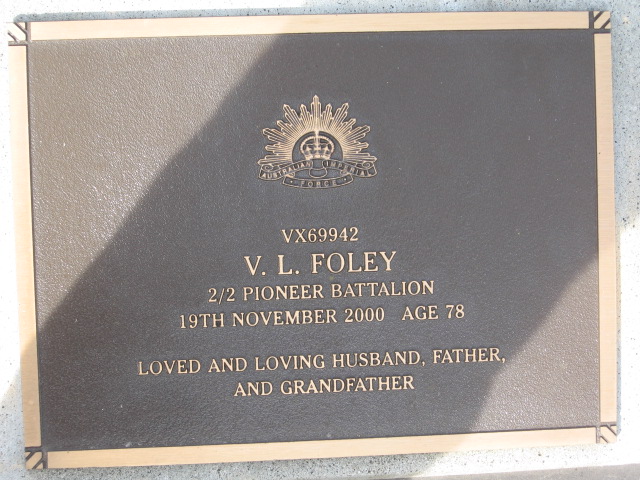 AUSTRALIAN IMPERIAL
FORCE
VX69942
V. L. FOLEY
2/2 PIONEER BATTALION
19TH NOVEMBER 2000 AGE 78
LOVED AND LOVING HUSBAND, FATHER,
AND GRANDFATHER